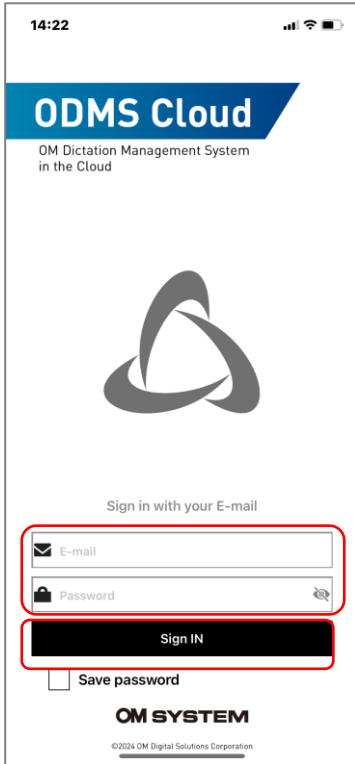 14:22
ODMS Cloud
OM Dictation Management System
in the Cloud
Sign in with your E-mail
E-mail
Password
Sign IN
Save password
OM SYSTEM
©2024 OM Digital Solutions Corporation